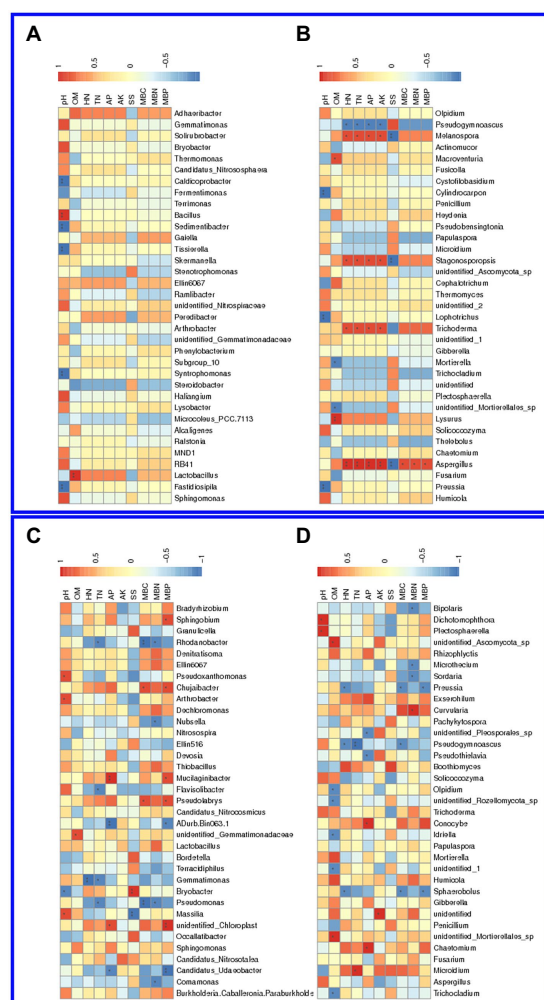 A
1
0.5
0
−0.5
pH
OM
HN
TN
AP
AK
SS
MBC
MBN
MBP
Adhaeribacter
Gemmatimonas
Solirubrobacter
Bryobacter
Thermomonas
Candidatus_Nitrososphaera
Caldicoprobacter
Fermentimonas
Terrimonas
Bacillus
Sedimentibacter
Gaiella
Tissierella
Skermanella
Stenotrophomonas
Ellin6067
Ramlibacter
unidentified_Nitrospiraceae
Peredibacter
Arthrobacter
unidentified_Gemmatimonadaceae
Phenylobacterium
Subgroup_10
Syntrophomonas
Steroidobacter
Haliangium
Lysobacter
Microcoleus_PCC.7113
Alcaligenes
Ralstonia
MND1
RB41
Lactobacillus
Fastidiosipila
Sphingomonas
B
1
0.5
0
−0.5
pH
OM
HN
TN
AP
AK
SS
MBC
MBN
MBP
Olpidium
Pseudogymnoascus
Melanospora
Actinomucor
Macroventuria
Fusicolla
Cystofilobasidium
Cylindrocarpon
Penicillium
Heydenia
Pseudobensingtonia
Papulaspora
Microidium
Stagonosporopsis
unidentified_Ascomycota_sp
Cephalotrichum
Thermomyces
unidentified_2
Lophotrichus
Trichoderma
unidentified_1
Gibberella
Mortierella
Trichocladium
unidentified
Plectosphaerella
unidentified_Mortierellales_sp
Lysurus
Solicoccozyma
Thelebolus
Chaetomium
Aspergillus
Fusarium
Preussia
Humicola
C
1
0.5
0
−0.5
−1
pH
OM
HN
TN
AP
AK
SS
MBC
MBN
MBP
Bradyrhizobium
Sphingobium
Granulicella
Rhodanobacter
Denitratisoma
Ellin6067
Pseudoxanthomonas
Chujaibacter
Arthrobacter
Dechloromonas
Nubsella
Nitrosospira
Ellin516
Devosia
Thiobacillus
Mucilaginibacter
Flavisolibacter
Pseudolabrys
Candidatus_Nitrocosmicus
ADurb.Bin063.1
unidentified_Gemmatimonadaceae
Lactobacillus
Bordetella
Terracidiphilus
Gemmatimonas
Bryobacter
Pseudomonas
Massilia
unidentified_Chloroplast
Occallatibacter
Sphingomonas
Candidatus_Nitrosotalea
Candidatus_Udaeobacter
Comamonas
Burkholderia.Caballeronia.Paraburkholde
D
0.5
0
−0.5
−1
pH
OM
HN
TN
AP
AK
SS
MBC
MBN
MBP
Bipolaris
Dichotomophthora
Plectosphaerella
unidentified_Ascomycota_sp
Rhizophlyctis
Microthecium
Sordaria
Preussia
Exserohilum
Curvularia
Pachykytospora
unidentified_Pleosporales_sp
Pseudogymnoascus
Pseudothielavia
Boothiomyces
Solicoccozyma
Olpidium
unidentified_Rozellomycota_sp
Trichoderma
Conocybe
Idriella
Papulaspora
Mortierella
unidentified_1
Humicola
Sphaerobolus
Gibberella
unidentified
Penicillium
unidentified_Mortierellales_sp
Chaetomium
Fusarium
Microidium
Aspergillus
Trichocladium